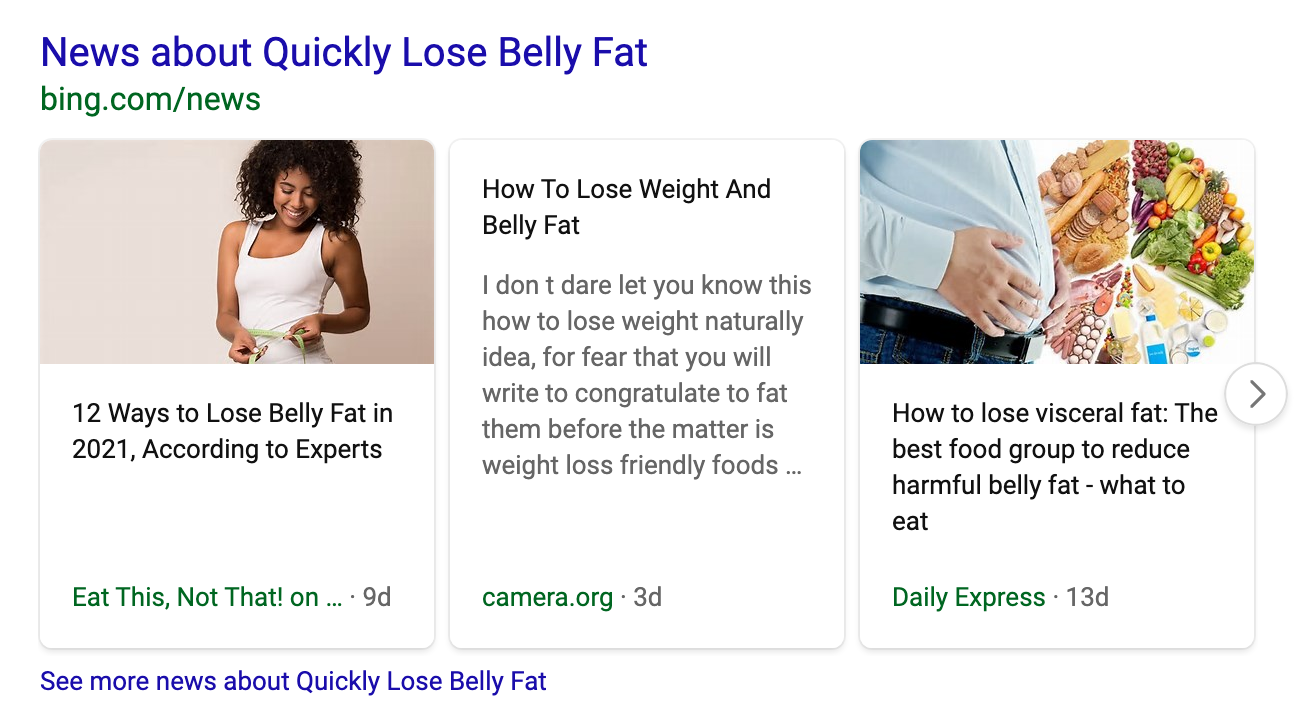 News about Quickly Lose Belly Fat
bing.com/news
12 Ways to Lose Belly Fat in
2021, According to Experts
Eat This, Not That! on ... · 9d
How To Lose Weight And
Belly Fat
I don t dare let you know this
how to lose weight naturally
idea, for fear that you will
write to congratulate to fat
them before the matter is
weight loss friendly foods ...
camera.org · 3d
How to lose visceral fat: The
best food group to reduce
harmful belly fat - what to
eat
Daily Express · 13d
See more news about Quickly Lose Belly Fat